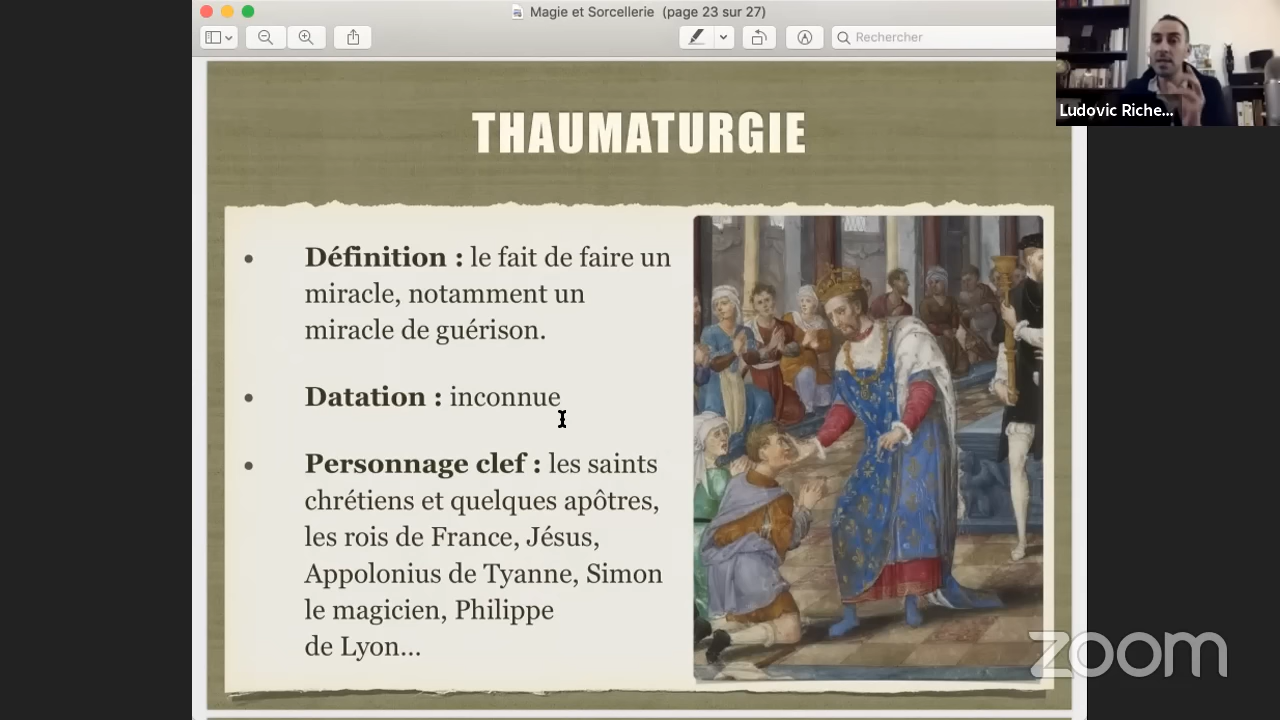 Magie et Sorcellerie (page 23 sur 27)
Rechercher
Ludovic Riche...
THAUMATURGIE
• Définition : le fait de faire un
miracle, notamment un
miracle de guérison.
• Datation : inconnue
• Personnage clef : les saints
chrétiens et quelques apôtres,
les rois de France, Jésus,
Appolonius de Tyanne, Simon
le magicien, Philippe
de Lyon…
zoom